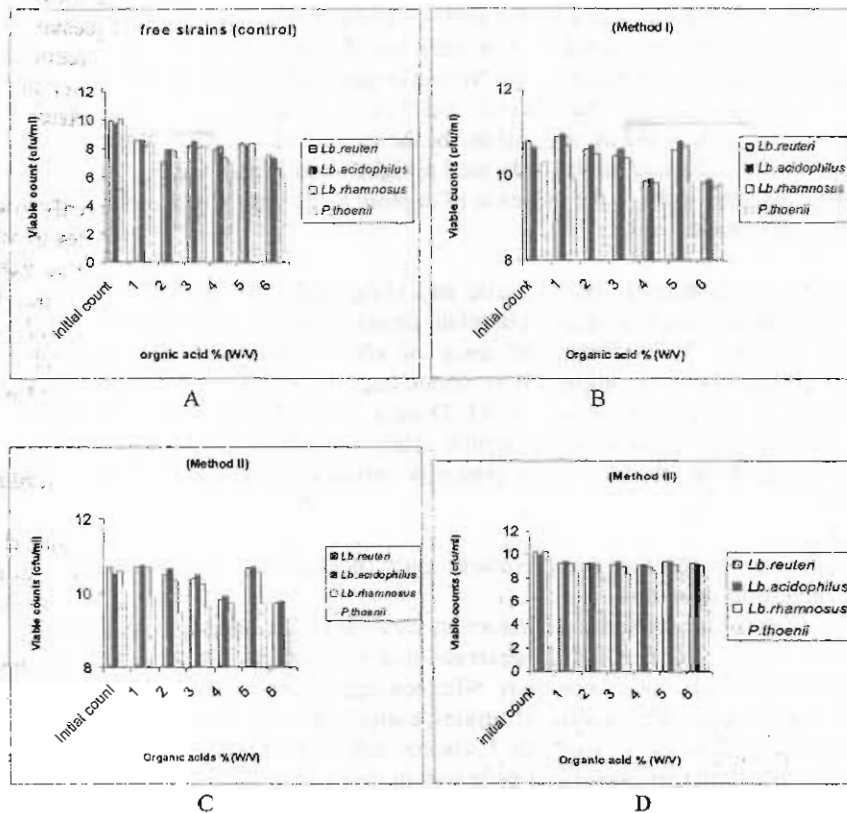 free strains (control)
Viable count (cfu/ml)
12
10
8
6
4
2
0
initial count
1
2
3
4
5
6
orgnic acid % (W/V)
Lb.reuteri
Lb.acidophilus
Lb.rhamnosus
P.thoenii
A
(Method I)
Viable cuonts (cfu/ml)
12
10
8
Initial count
1
2
3
4
5
6
Organic acid % (W/V)
Lb.reuteri
Lb.acidophilus
Lb.rhamnosus
P.thoenii
B
(Method II)
Viable counts (cfu/ml)
12
10
8
Initial count
1
2
3
4
5
6
Organic acids % (W/V)
Lb.reuteri
Lb.acidophilus
Lb.rhamnosus
P.thoenii
C
(Method III)
Viable counts (cfu/ml)
12
10
8
6
4
2
0
initial count
1
2
3
4
5
6
Organic acid % (W/V)
Lb.reuteri
Lb.acidophilus
Lb.rhamnosus
P.thoenii
D